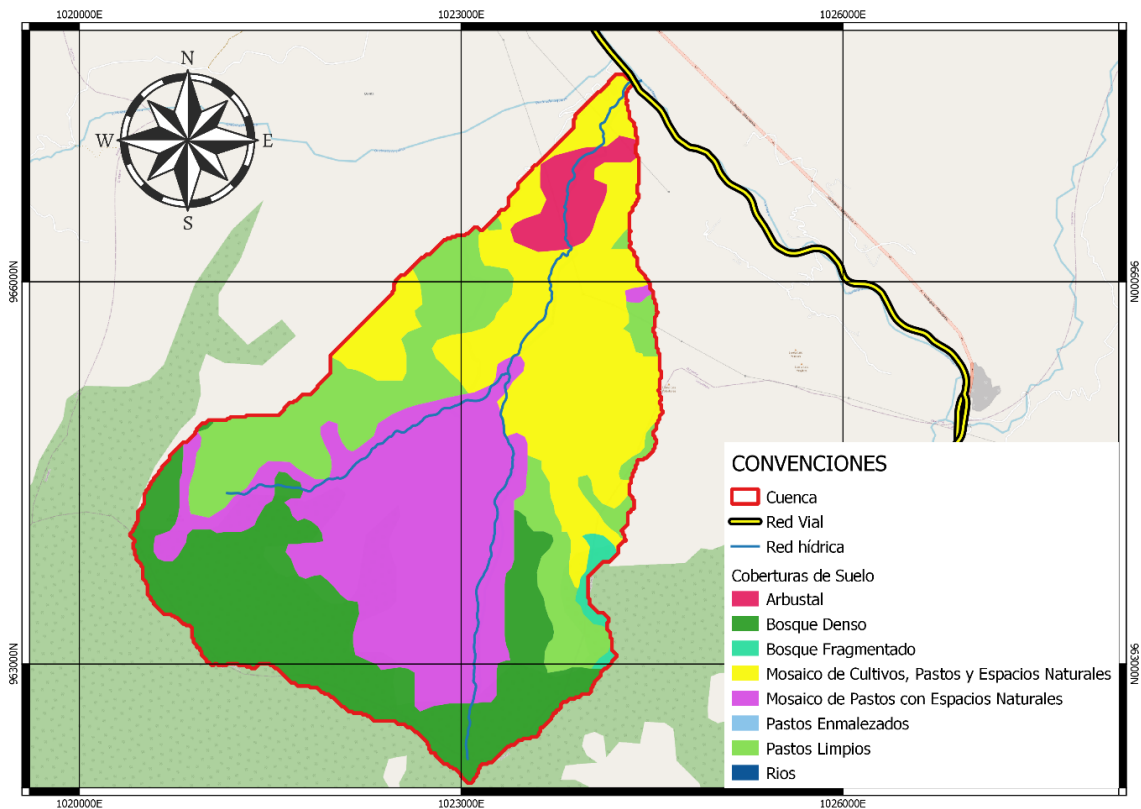 1020000E
1023000E
1026000E
N
W
E
S
966000N
966000N
CONVENCIONES
Cuenca
Red Vial
Red hídrica
Coberturas de Suelo
Arbustal
Bosque Denso
Bosque Fragmentado
963000N
963000N
Mosaico de Cultivos, Pastos y Espacios Naturales
Mosaico de Pastos con Espacios Naturales
Pastos Enmalezados
Pastos Limpios
Rios
1020000E
1023000E
1026000E